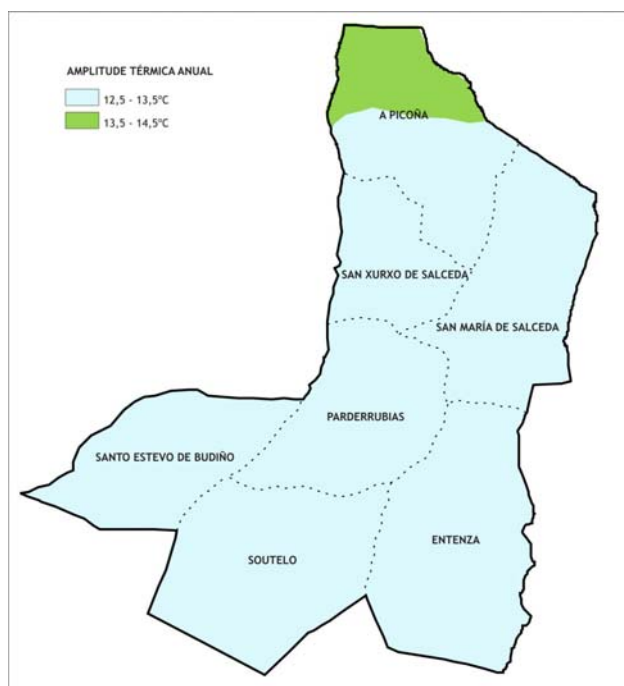 AMPLITUDE TÉRMICA ANUAL
12,5 - 13,5ºC
13,5 - 14,5ºC
A PICOÑA
SAN XURXO DE SALCEDA
SAN MARÍA DE SALCEDA
PARDERRUBIAS
SANTO ESTEVO DE BUDIÑO
ENTENZA
SOUTELO